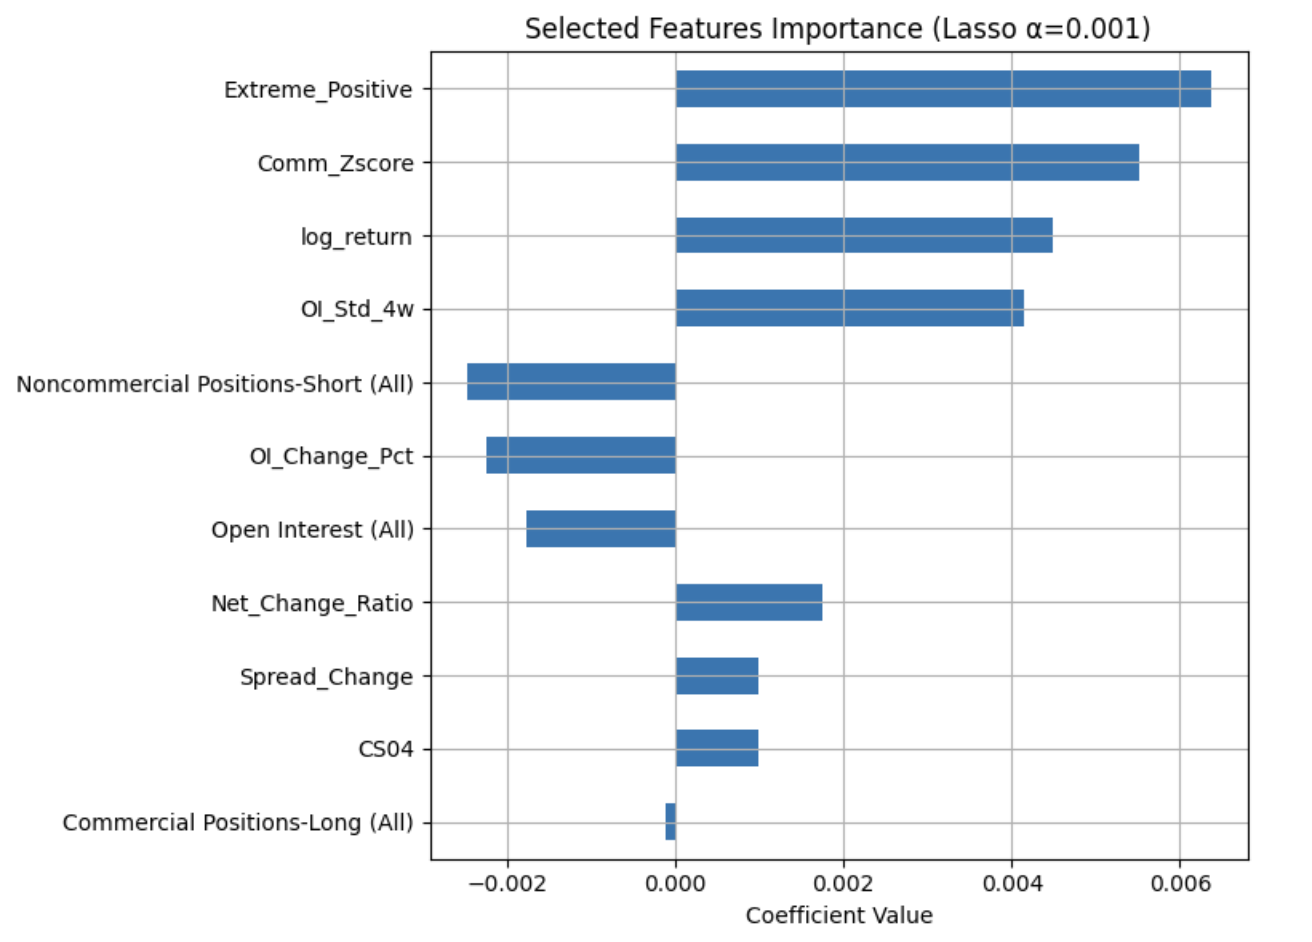 Selected Features Importance (Lasso α=0.001)
Extreme_Positive
Comm_Zscore
log_return
OI_Std_4w
Noncommercial Positions-Short (All)
OI_Change_Pct
Open Interest (All)
Net_Change_Ratio
Spread_Change
CS04
Commercial Positions-Long (All)
−0.002 0.000 0.002 0.004 0.006
Coefficient Value